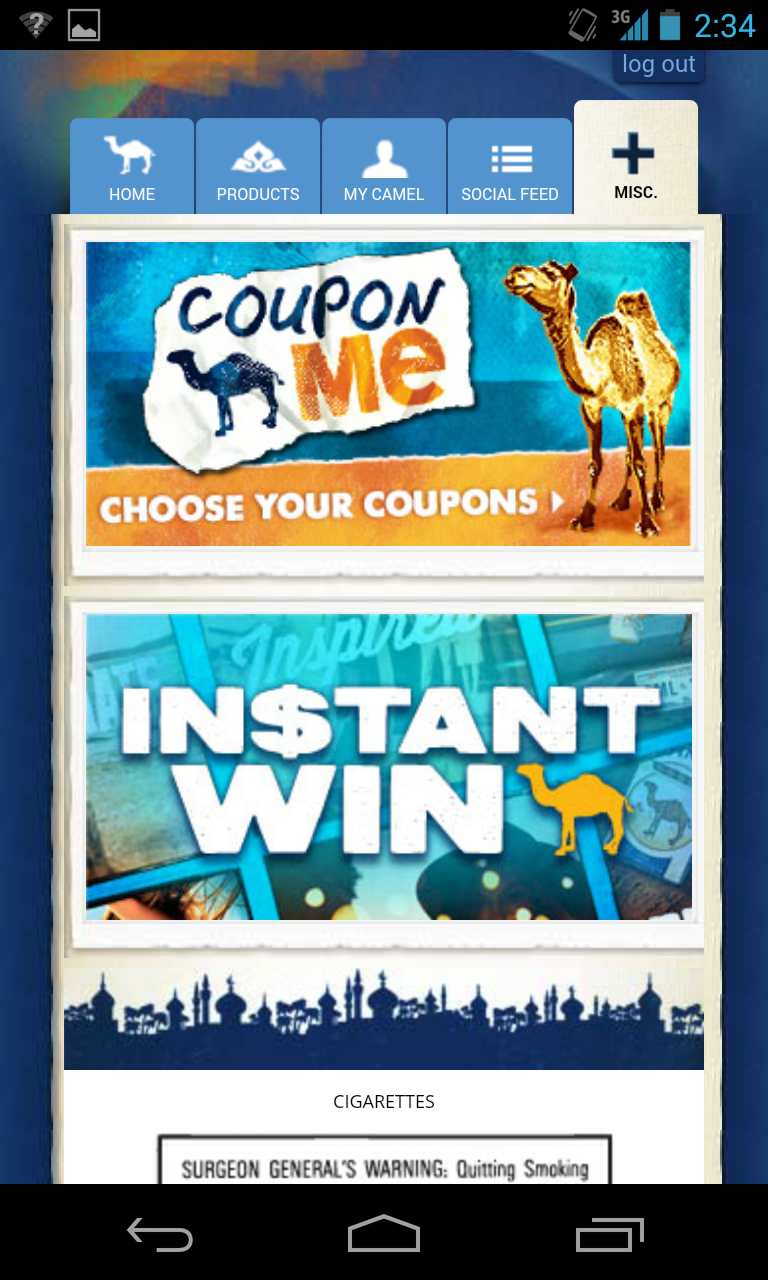 3G 2:34
log out
HOME PRODUCTS MY CAMEL SOCIAL FEED MISC.
COUPON
Me
CHOOSE YOUR COUPONS
Inspired
IN$TANT
WIN
CIGARETTES
SURGEON GENERAL'S WARNING: Quitting Smoking